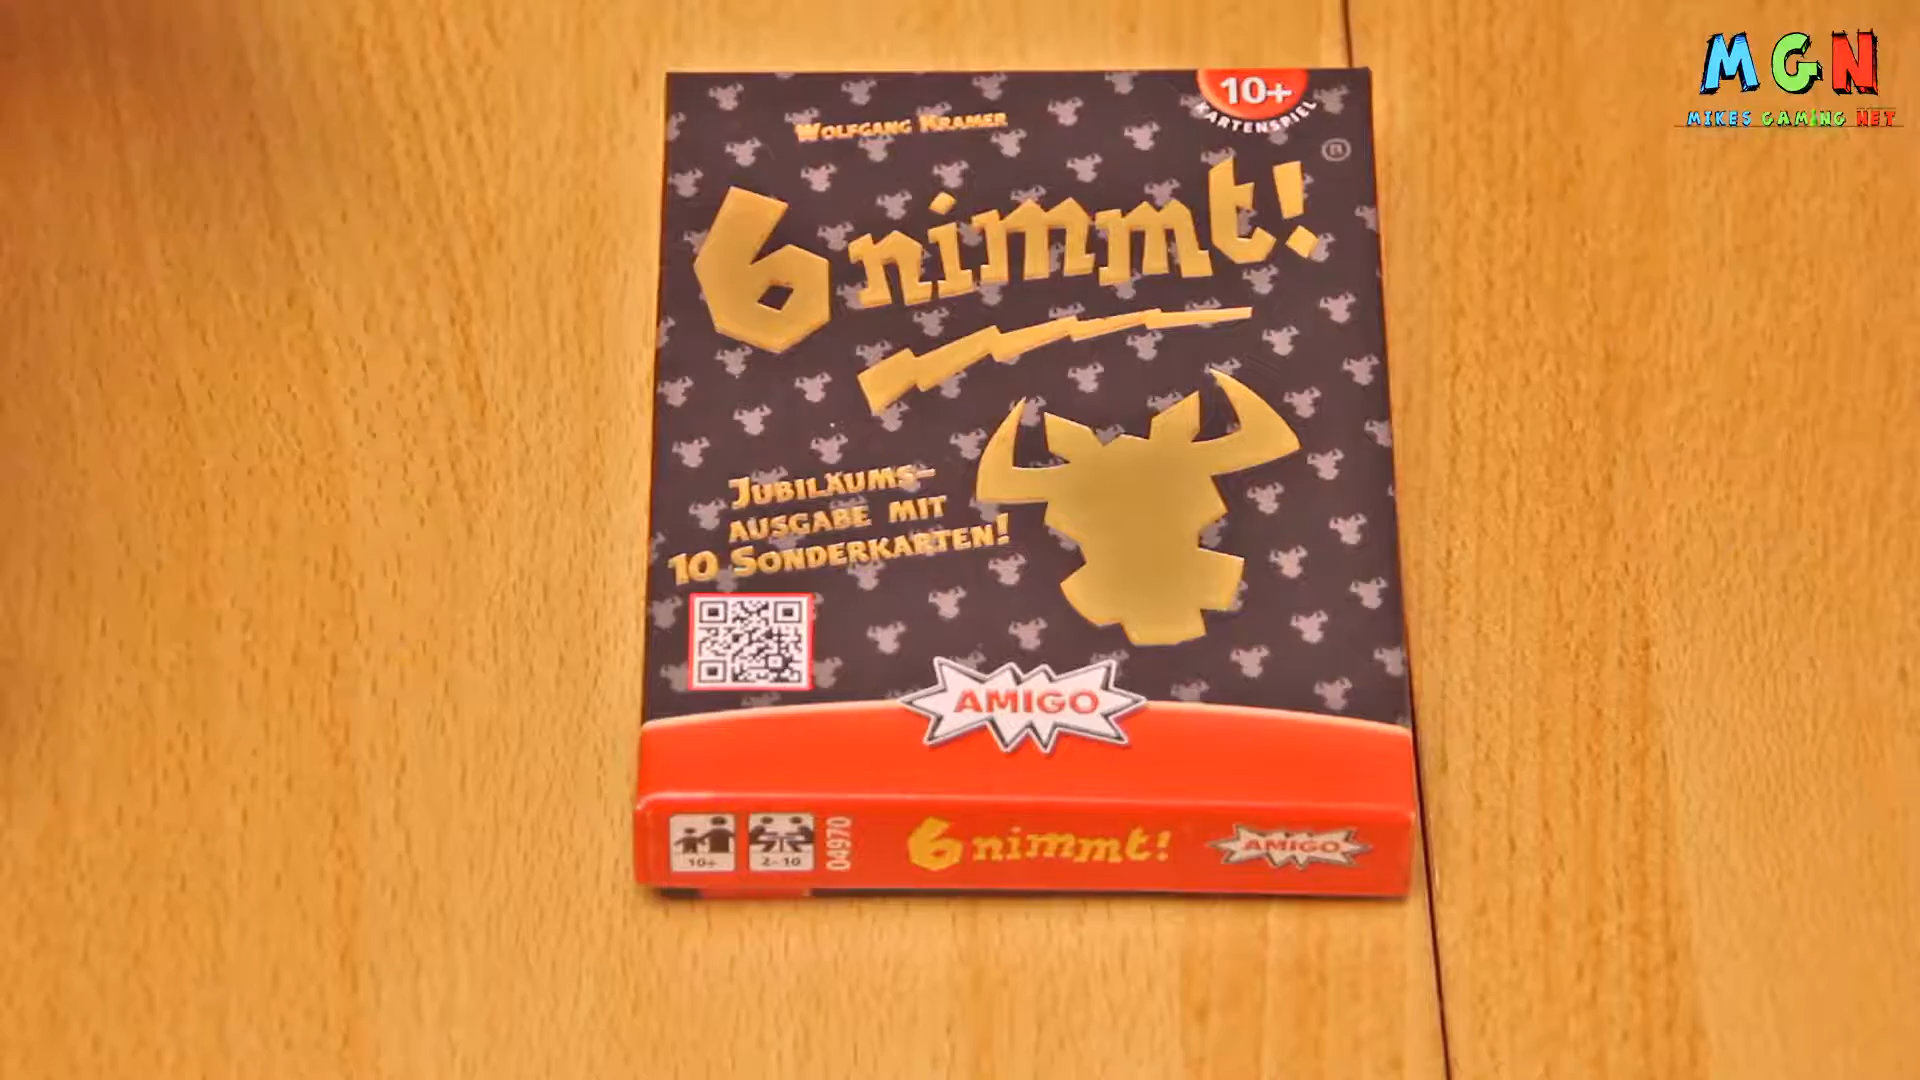 MGN
MIKES GAMING NET
10+
KARTENSPIEL
WOLFGANG KRAMER
6 nimmt!
®
JUBILÄUMS-
AUSGABE MIT
10 SONDERKARTEN!
AMIGO
10+
2-10
04970
6 nimmt!
AMIGO